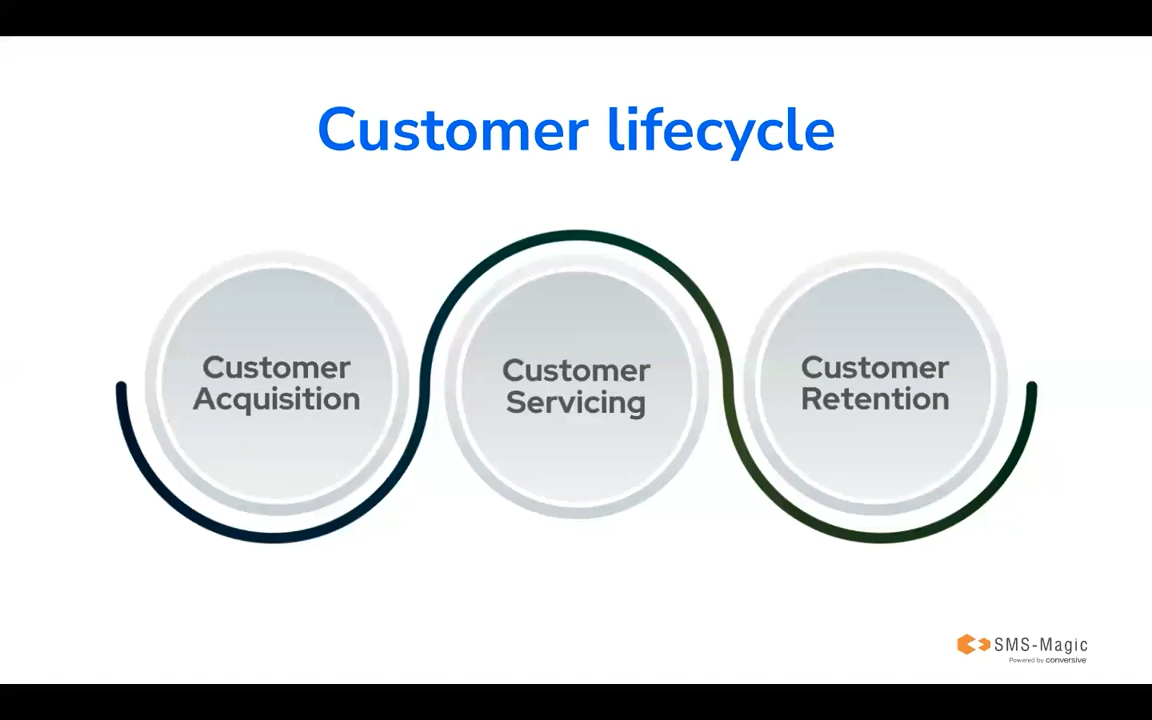 Customer lifecycle
Customer
Acquisition
Customer
Servicing
Customer
Retention
SMS-Magic
Powered by conversive